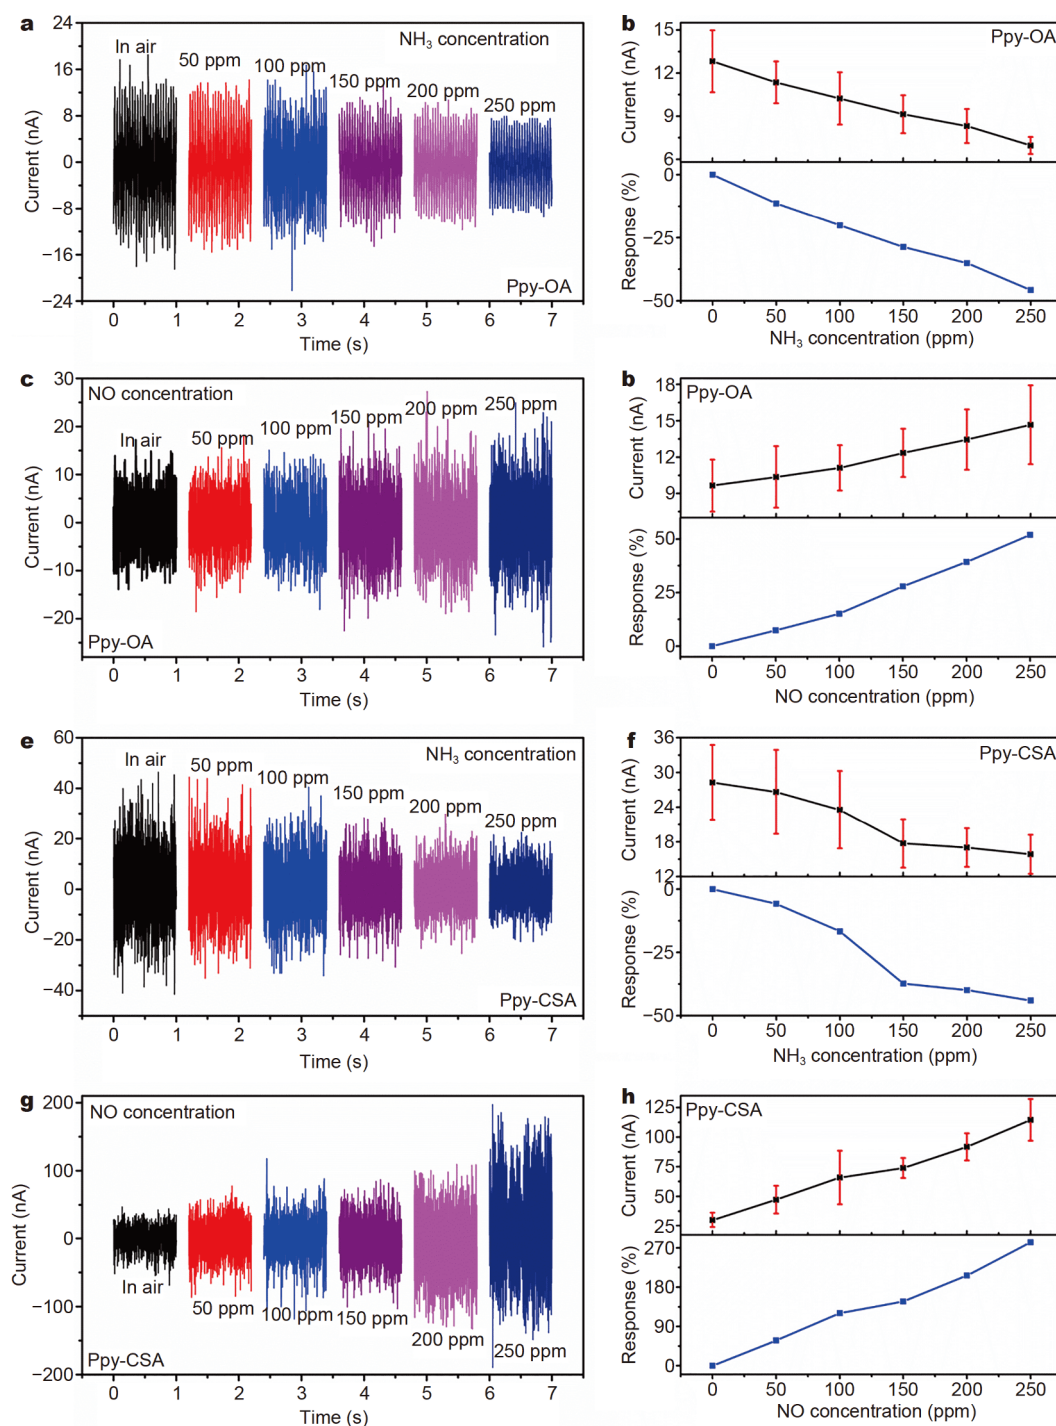 a
24
16
8
0
−8
−16
−24
Current (nA)
In air
50 ppm
100 ppm
150 ppm
200 ppm
250 ppm
NH₃ concentration
Ppy-OA
0 1 2 3 4 5 6 7
Time (s)
b
15
12
9
6
Current (nA)
Ppy-OA
0
−25
−50
Response (%)
0 50 100 150 200 250
NH₃ concentration (ppm)
c
30
20
10
0
−10
−20
Current (nA)
NO concentration
In air
50 ppm
100 ppm
150 ppm
200 ppm
250 ppm
Ppy-OA
0 1 2 3 4 5 6 7
Time (s)
b
18
15
12
9
Current (nA)
Ppy-OA
50
25
0
Response (%)
0 50 100 150 200 250
NO concentration (ppm)
e
60
40
20
0
−20
−40
Current (nA)
NH₃ concentration
In air
50 ppm
100 ppm
150 ppm
200 ppm
250 ppm
Ppy-CSA
0 1 2 3 4 5 6 7
Time (s)
f
36
30
24
18
12
Current (nA)
Ppy-CSA
0
−25
−50
Response (%)
0 50 100 150 200 250
NH₃ concentration (ppm)
g
200
100
0
−100
−200
Current (nA)
NO concentration
In air
50 ppm
100 ppm
150 ppm
200 ppm
250 ppm
Ppy-CSA
0 1 2 3 4 5 6 7
Time (s)
h
125
100
75
50
25
Current (nA)
Ppy-CSA
270
180
90
0
Response (%)
0 50 100 150 200 250
NO concentration (ppm)